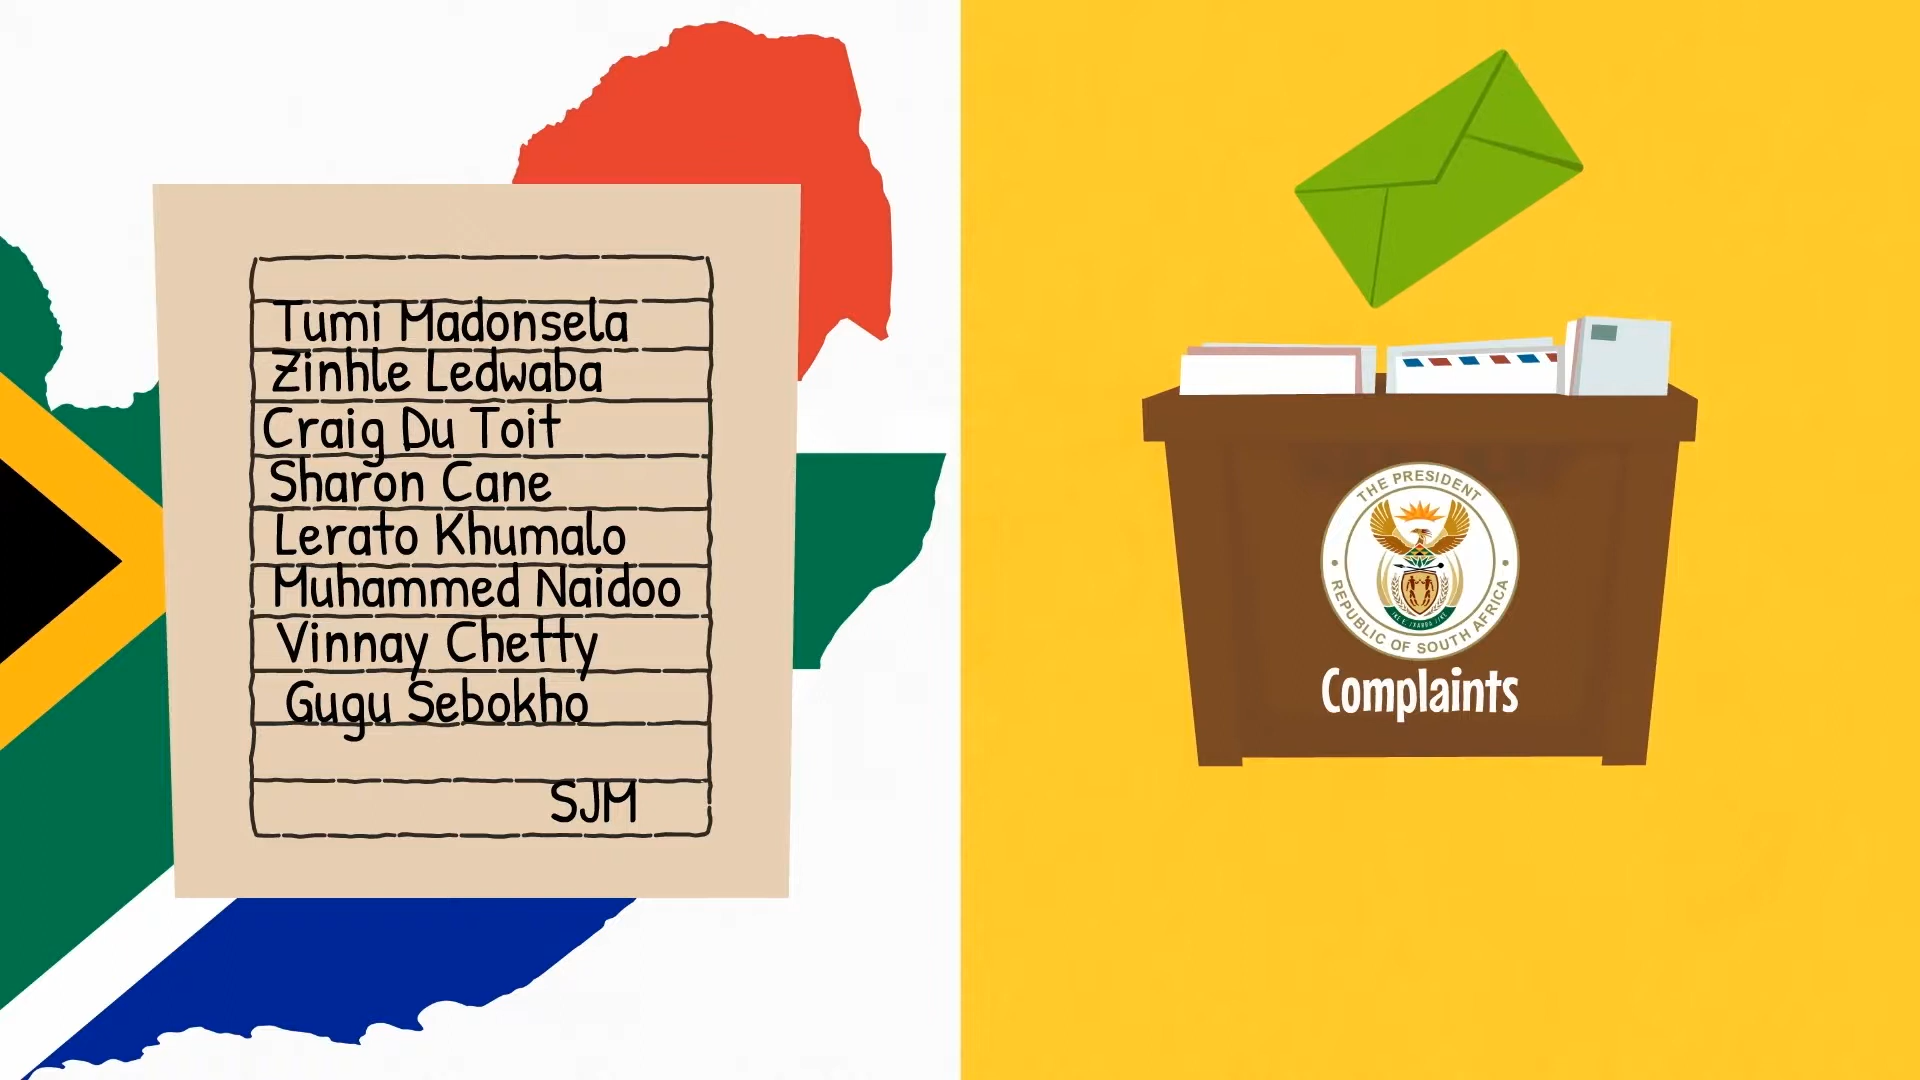 Tumi Madonsela
Zinhle Ledwaba
Craig Du Toit
Sharon Cane
Lerato Khumalo
Muhammed Naidoo
Vinnay Chetty
Gugu Sebokho
SJM
THE PRESIDENT
REPUBLIC OF SOUTH AFRICA
Complaints